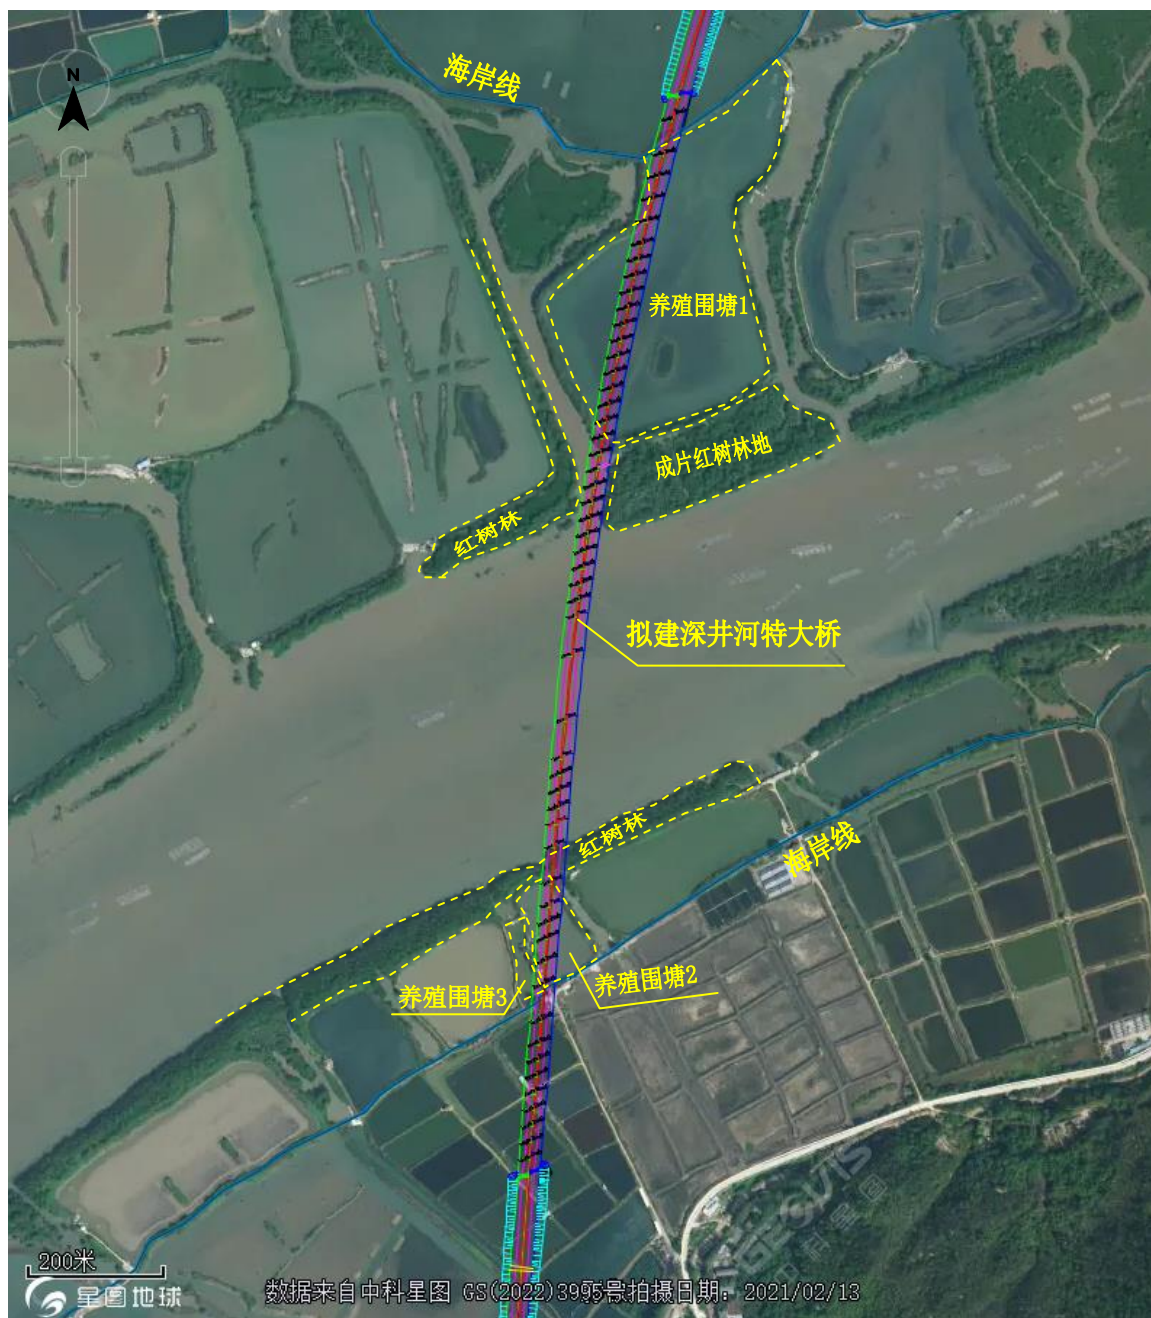 海岸线
N
养殖围塘1
成片红树林地
红树林
拟建深井河特大桥
红树林
海岸线
养殖围塘2
养殖围塘3
200米
星图地球
数据来自中科星图 GS(2022)3995号
拍摄日期: 2021/02/13